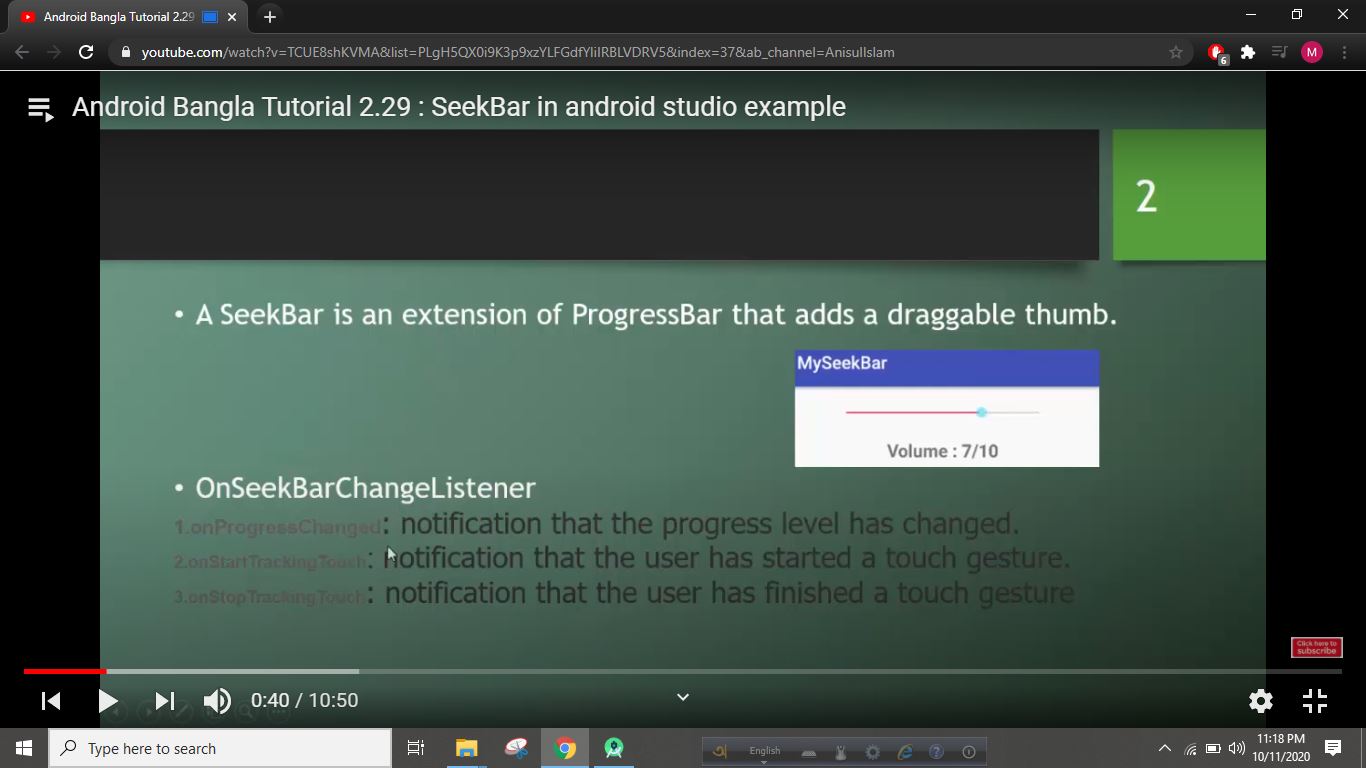 Android Bangla Tutorial 2.29
youtube.com/watch?v=TCUE8shKVMA&list=PLgH5QX0i9K3p9xzYLFGdfYliIRBLVDRV5&index=37&ab_channel=AnisulIslam
6
M
Android Bangla Tutorial 2.29 : SeekBar in android studio example
2
• A SeekBar is an extension of ProgressBar that adds a draggable thumb.
MySeekBar
Volume : 7/10
• OnSeekBarChangeListener
1.onProgressChanged: notification that the progress level has changed.
2.onStartTrackingTouch: notification that the user has started a touch gesture.
3.onStopTrackingTouch: notification that the user has finished a touch gesture
Click here to
subscribe
0:40 / 10:50
Type here to search
অ
English
11:18 PM
10/11/2020